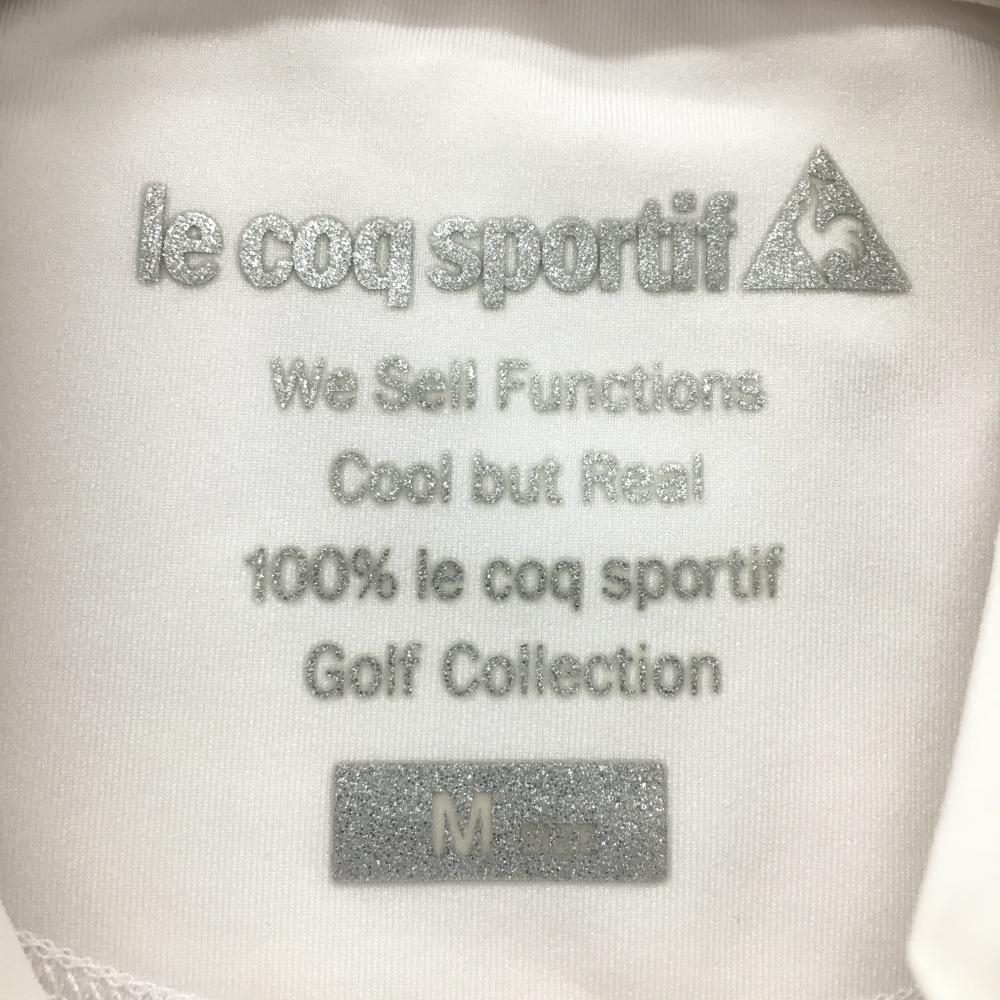 le coq sportif
We Sell Functions
Cool but Real
100% le coq sportif
Golf Collection
M SIZE